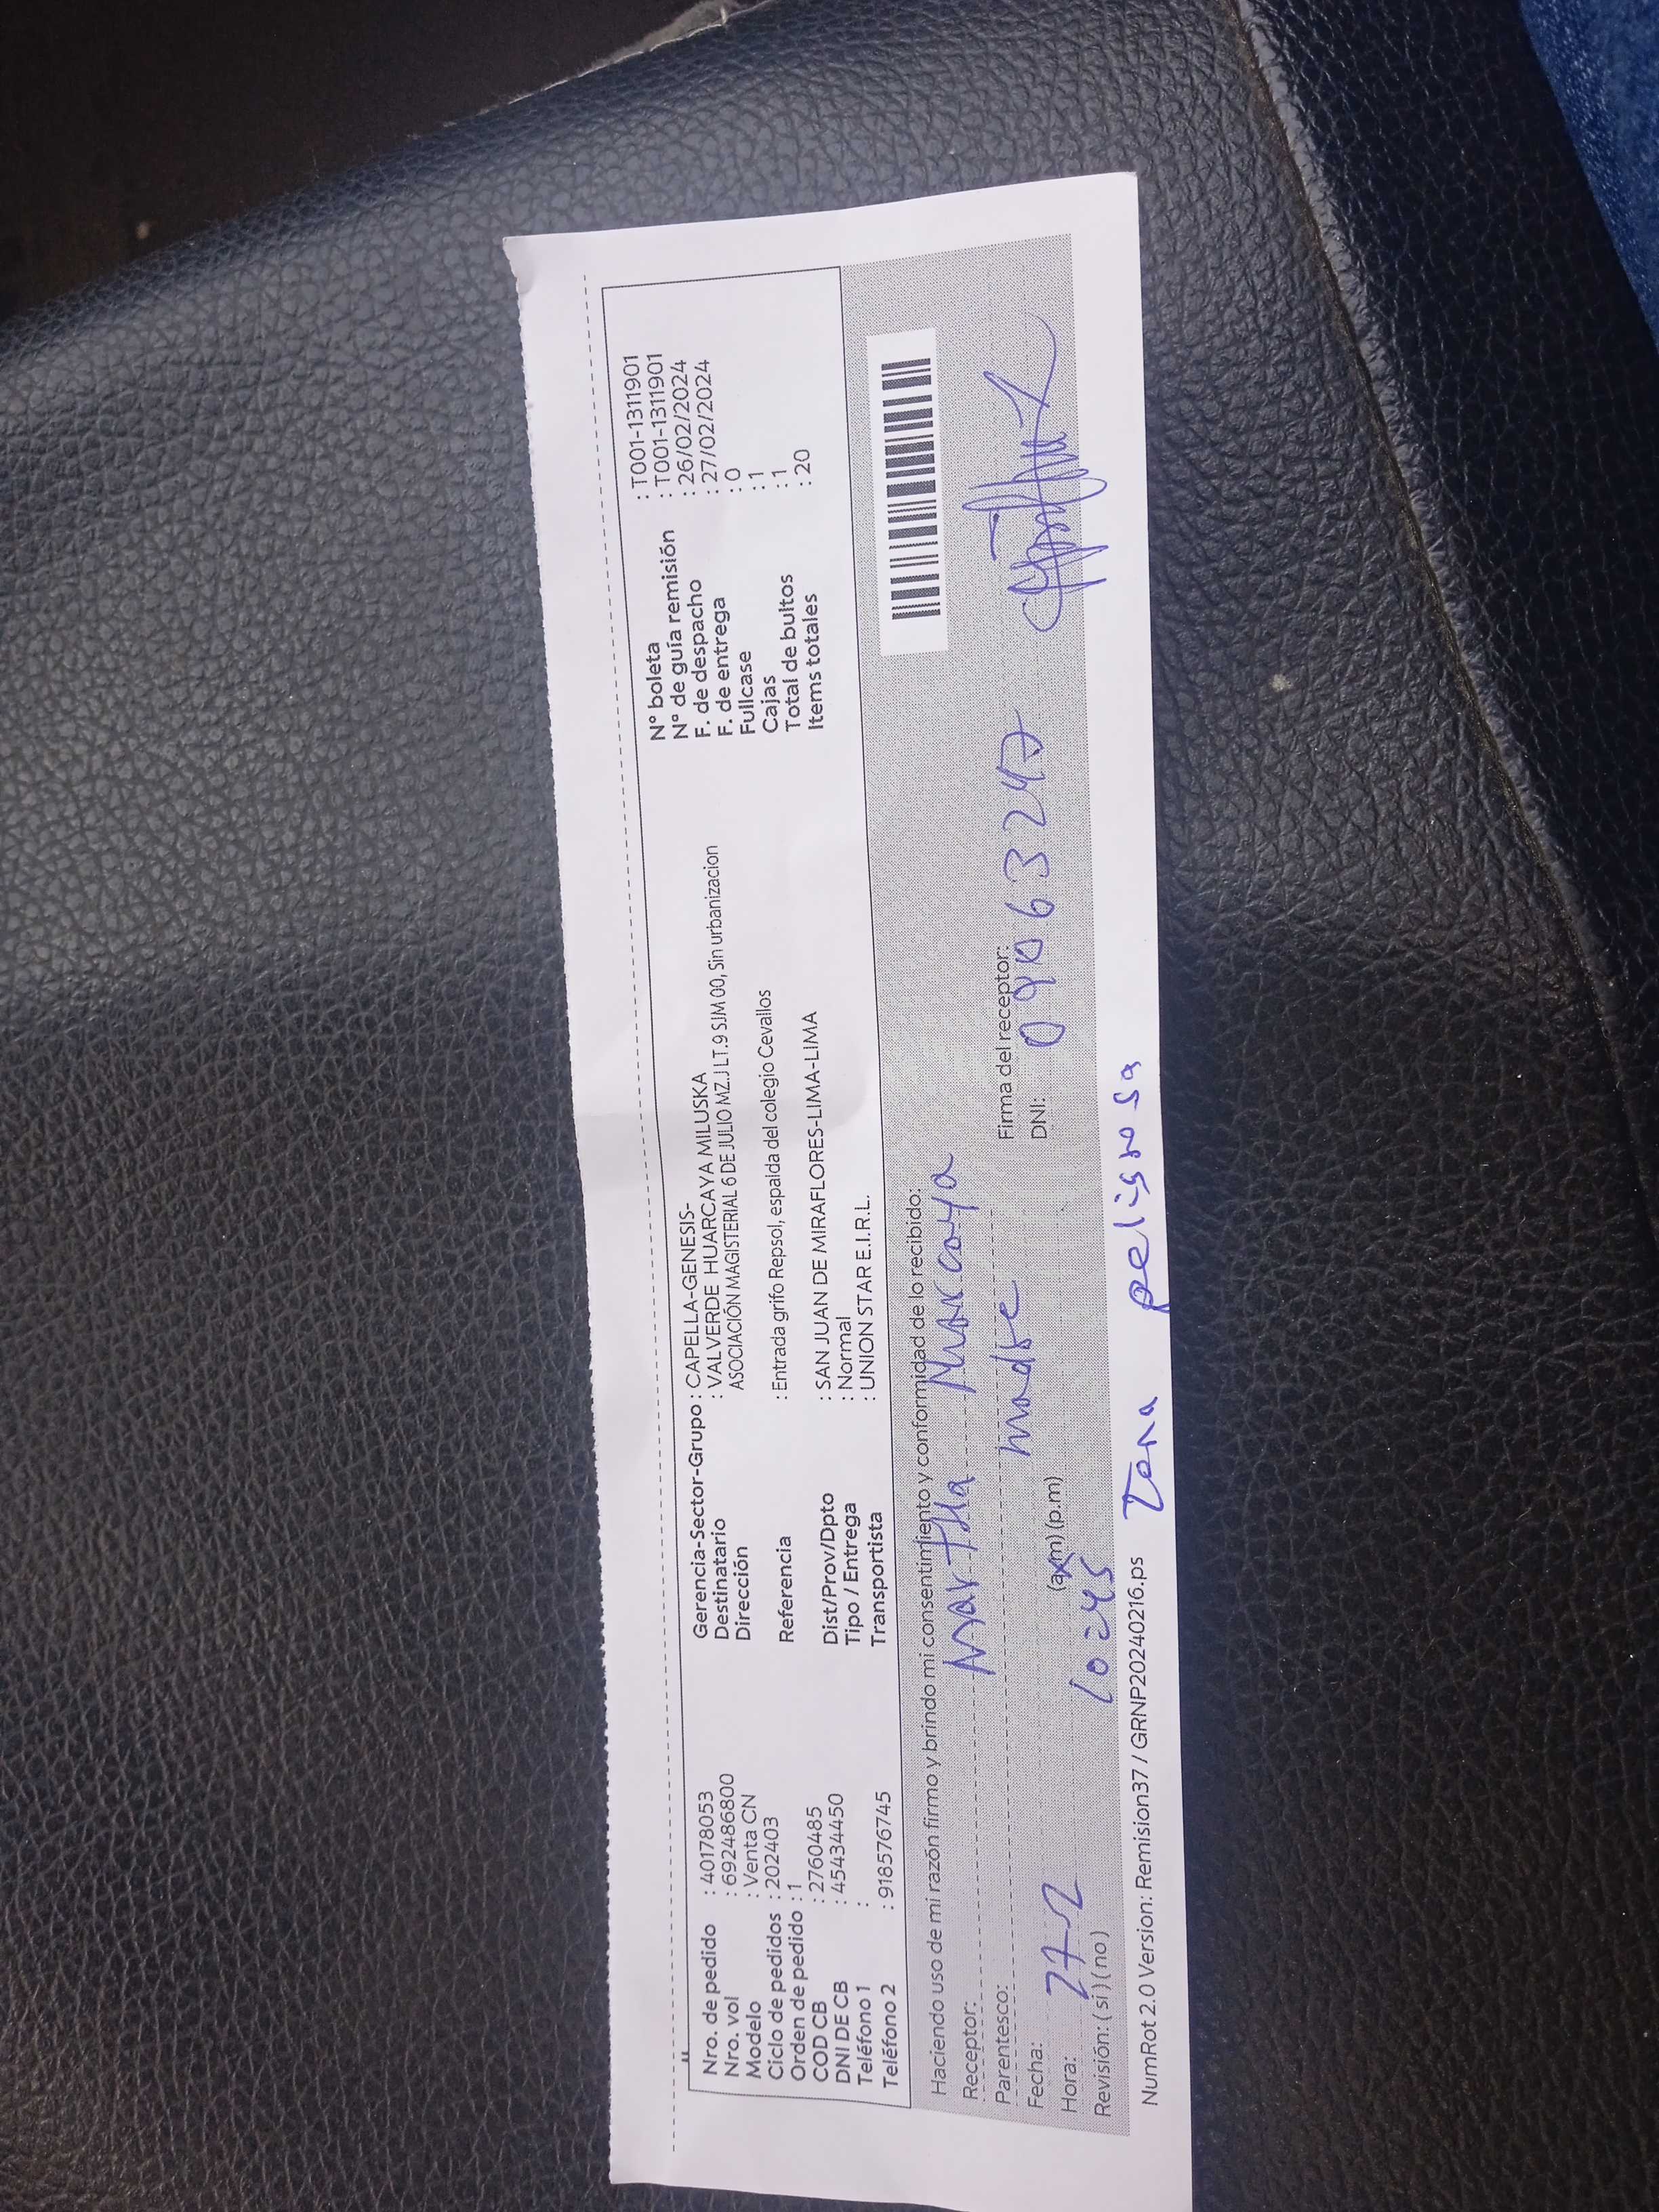 Nro. de pedido : 40178053
Nro. vol : 692486800
Modelo : Venta CN
Ciclo de pedidos : 202403
Orden de pedido : 1
COD CB : 2760485
DNI DE CB : 45434450
Teléfono 1 :
Teléfono 2 : 918576745
Gerencia-Sector-Grupo : CAPELLA-GENESIS-
Destinatario : VALVERDE HUARCAYA MILUSKA
Dirección ASOCIACIÓN MAGISTERIAL 6 DE JULIO MZ.J LT.9 SJM 00, Sin urbanizacion
Referencia : Entrada grifo Repsol, espalda del colegio Cevallos
Dist/Prov/Dpto : SAN JUAN DE MIRAFLORES-LIMA-LIMA
Tipo / Entrega : Normal
Transportista : UNION STAR E.I.R.L.
N° boleta : T001-1311901
N° de guía remisión : T001-1311901
F. de despacho : 26/02/2024
F. de entrega : 27/02/2024
Fullcase : 0
Cajas : 1
Total de bultos : 1
Items totales : 20
Haciendo uso de mi razón firmo y brindo mi consentimiento y conformidad de lo recibido:
Receptor: Martha Huarcaya
Parentesco: madre
Firma del receptor:
Fecha: 27-2
DNI: 09063247
Hora: 10:45 (a.m) (p.m)
Revisión: ( si ) ( no )
NumRot 2.0 Version: Remision37 / GRNP20240216.ps
Zona peligrosa